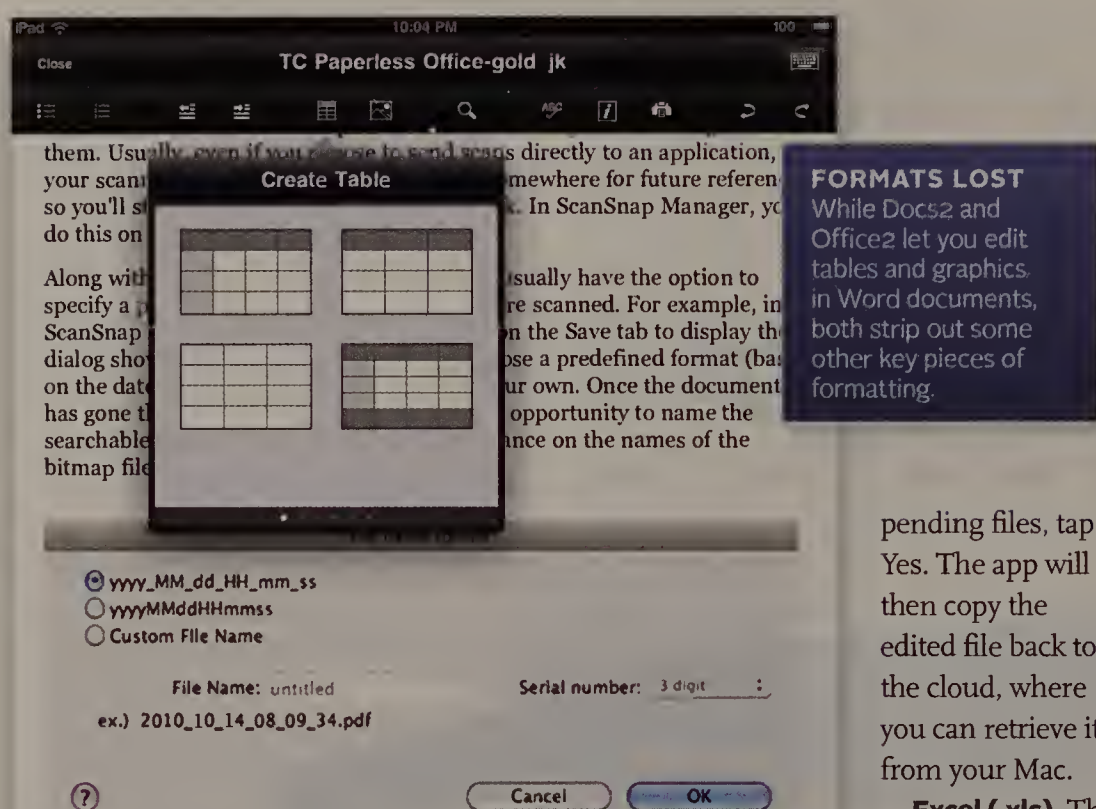 iPad 10:04 PM 100
Close TC Paperless Office-gold jk
ABC i
them. Usually, even if you choose to send scans directly to an application,
your scan mewhere for future referen
so you'll s . In ScanSnap Manager, yo
do this on
Create Table
Along with usually have the option to
specify a p re scanned. For example, in
ScanSnap n the Save tab to display the
dialog sho ose a predefined format (ba
on the date ur own. Once the document
has gone t opportunity to name the
searchable ance on the names of the
bitmap file
yyyy_MM_dd_HH_mm_ss
yyyyMMddHHmmss
Custom File Name
File Name: untitled Serial number: 3 digit
ex.) 2010_10_14_08_09_34.pdf
? Cancel OK
FORMATS LOST
While Docs2 and
Office2 let you edit
tables and graphics
in Word documents,
both strip out some
other key pieces of
formatting.
pending files, tap
Yes. The app will
then copy the
edited file back to
the cloud, where
you can retrieve it
from your Mac.
Excel (.xls) Th